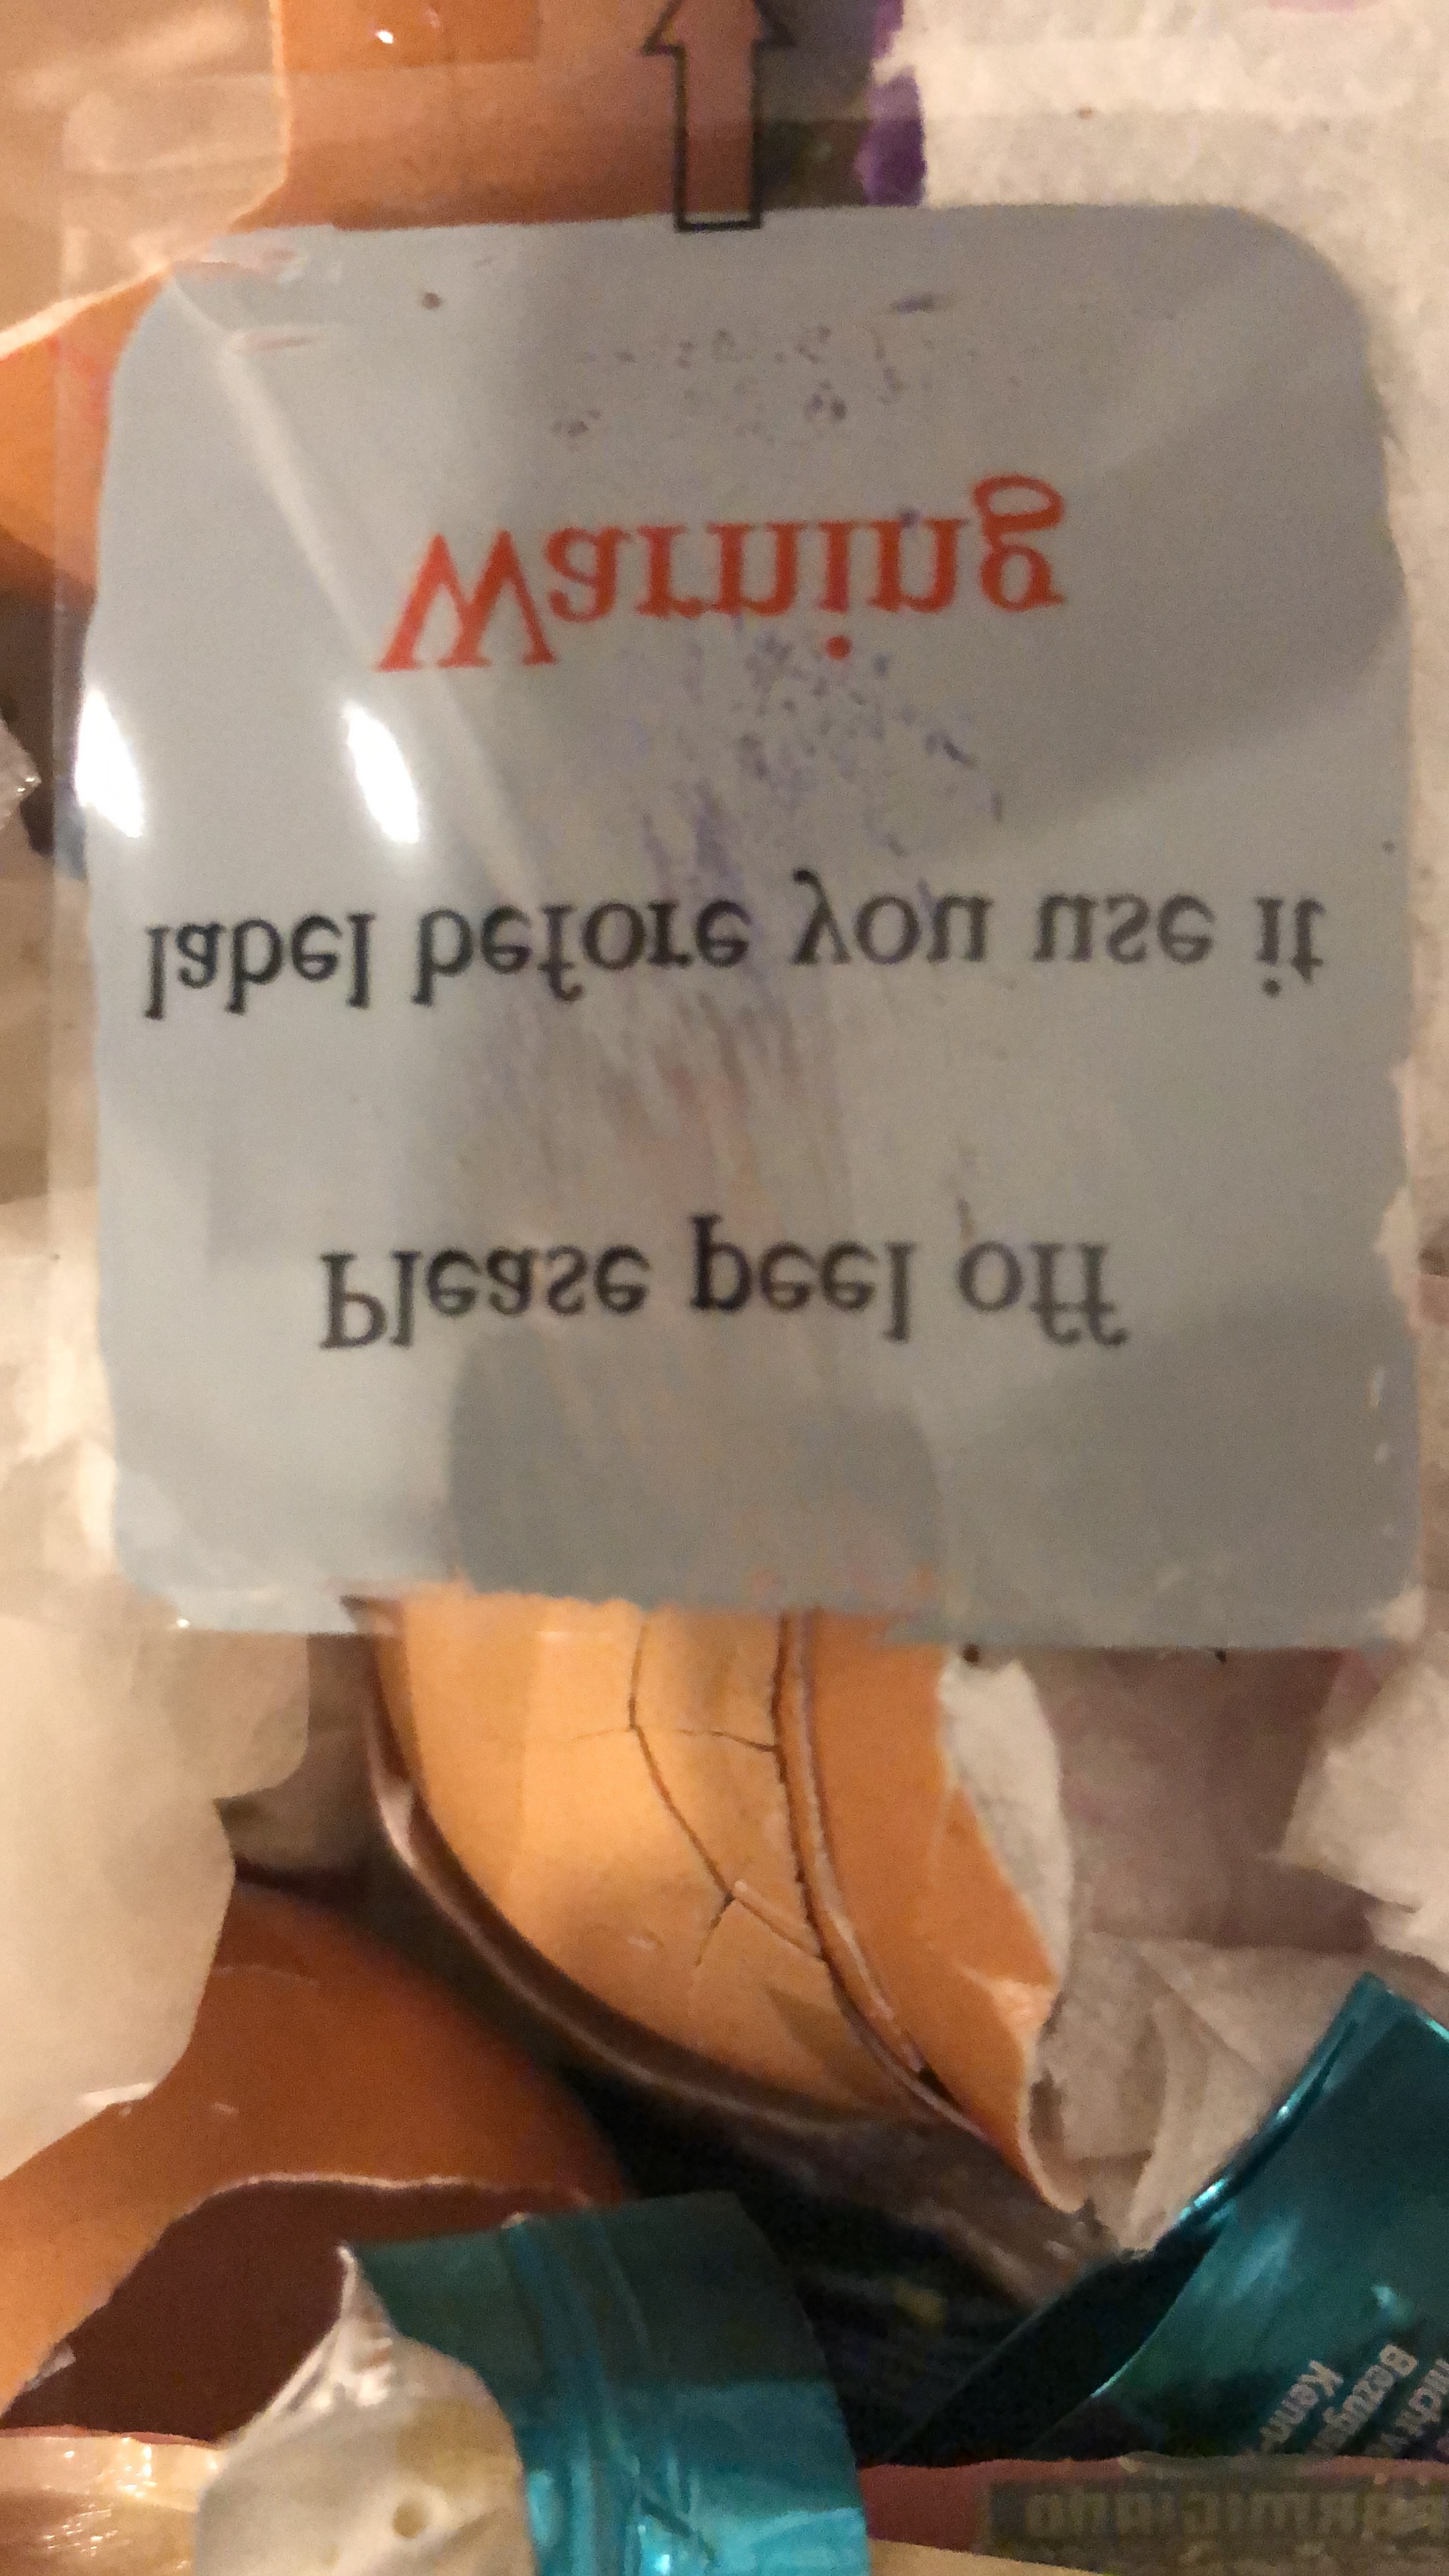 Please peel off
label before you use it
Warning